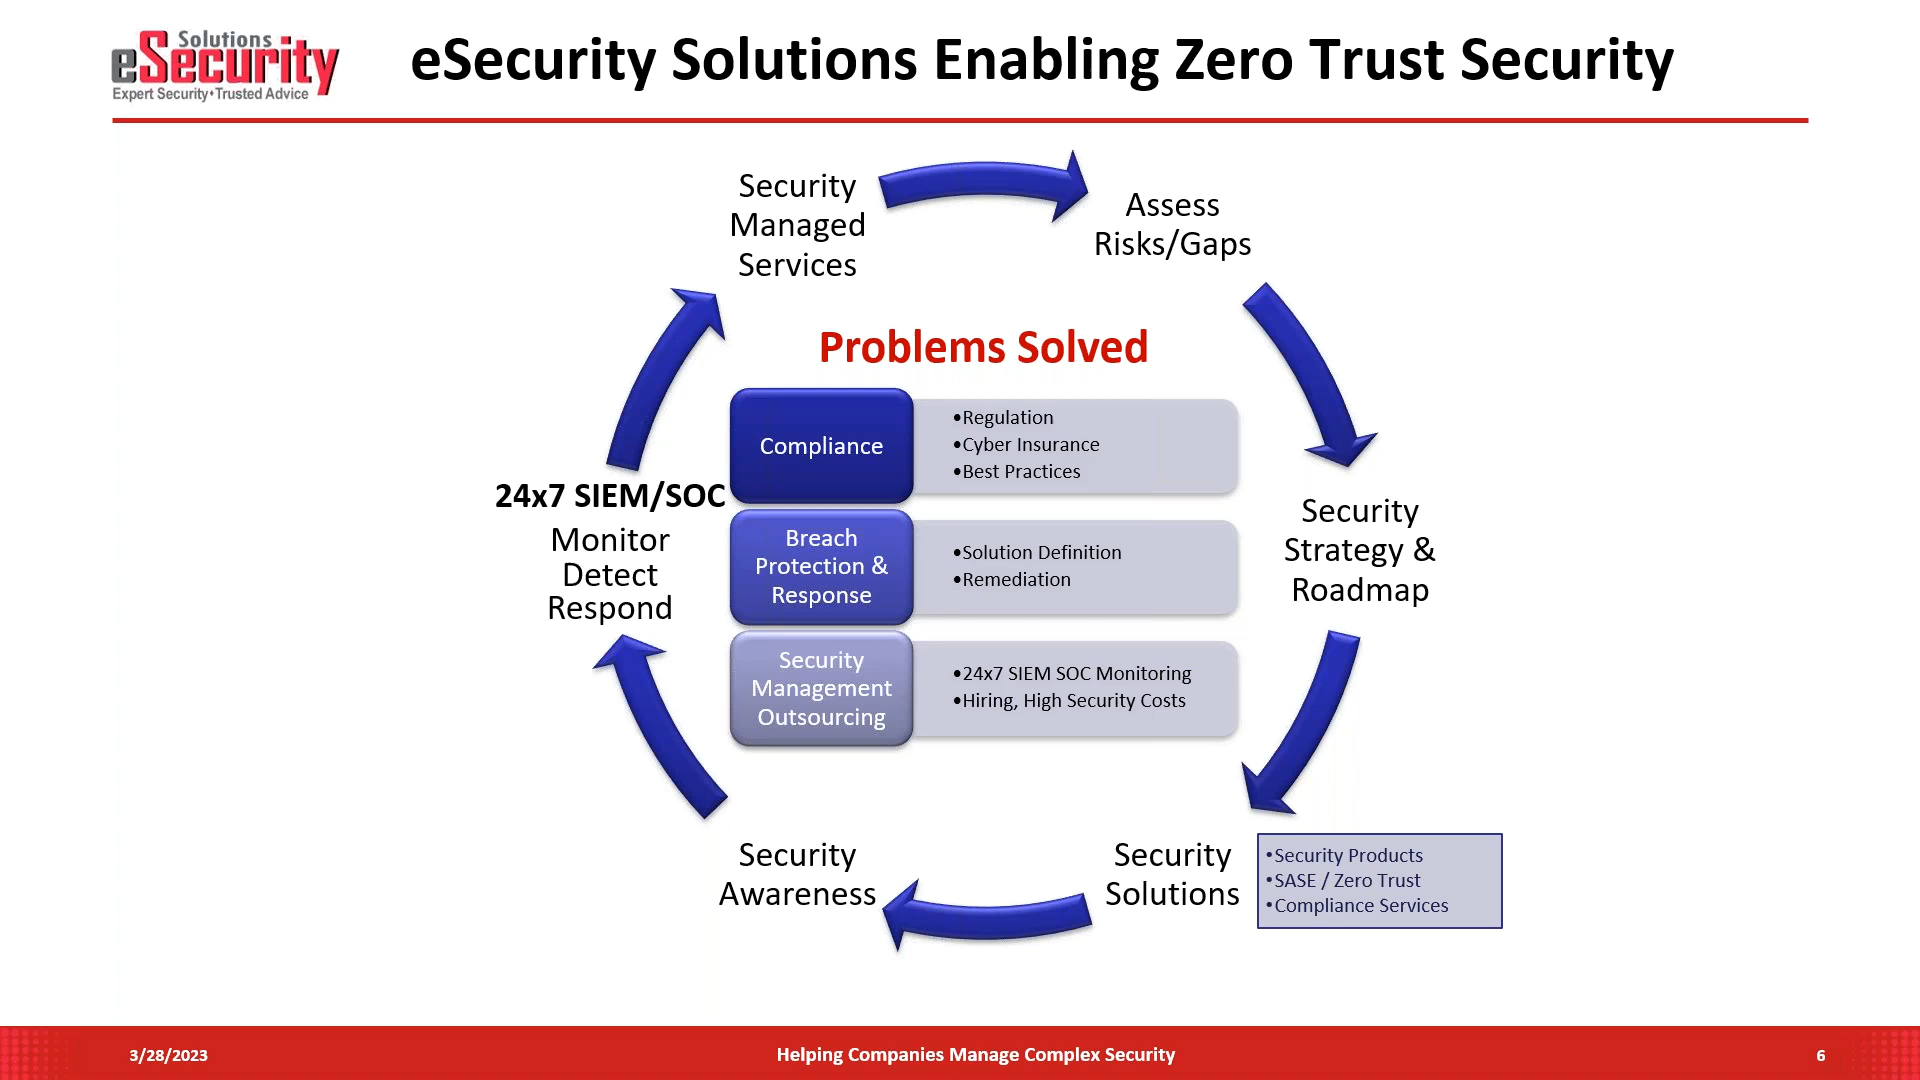 Solutions
eSecurity
Expert Security•Trusted Advice
eSecurity Solutions Enabling Zero Trust Security
Security
Managed
Services
Assess
Risks/Gaps
Problems Solved
Compliance
•Regulation
•Cyber Insurance
•Best Practices
24x7 SIEM/SOC
Monitor
Detect
Respond
Breach
Protection &
Response
•Solution Definition
•Remediation
Security
Strategy &
Roadmap
Security
Management
Outsourcing
•24x7 SIEM SOC Monitoring
•Hiring, High Security Costs
Security
Awareness
Security
Solutions
•Security Products
•SASE / Zero Trust
•Compliance Services
3/28/2023
Helping Companies Manage Complex Security
6